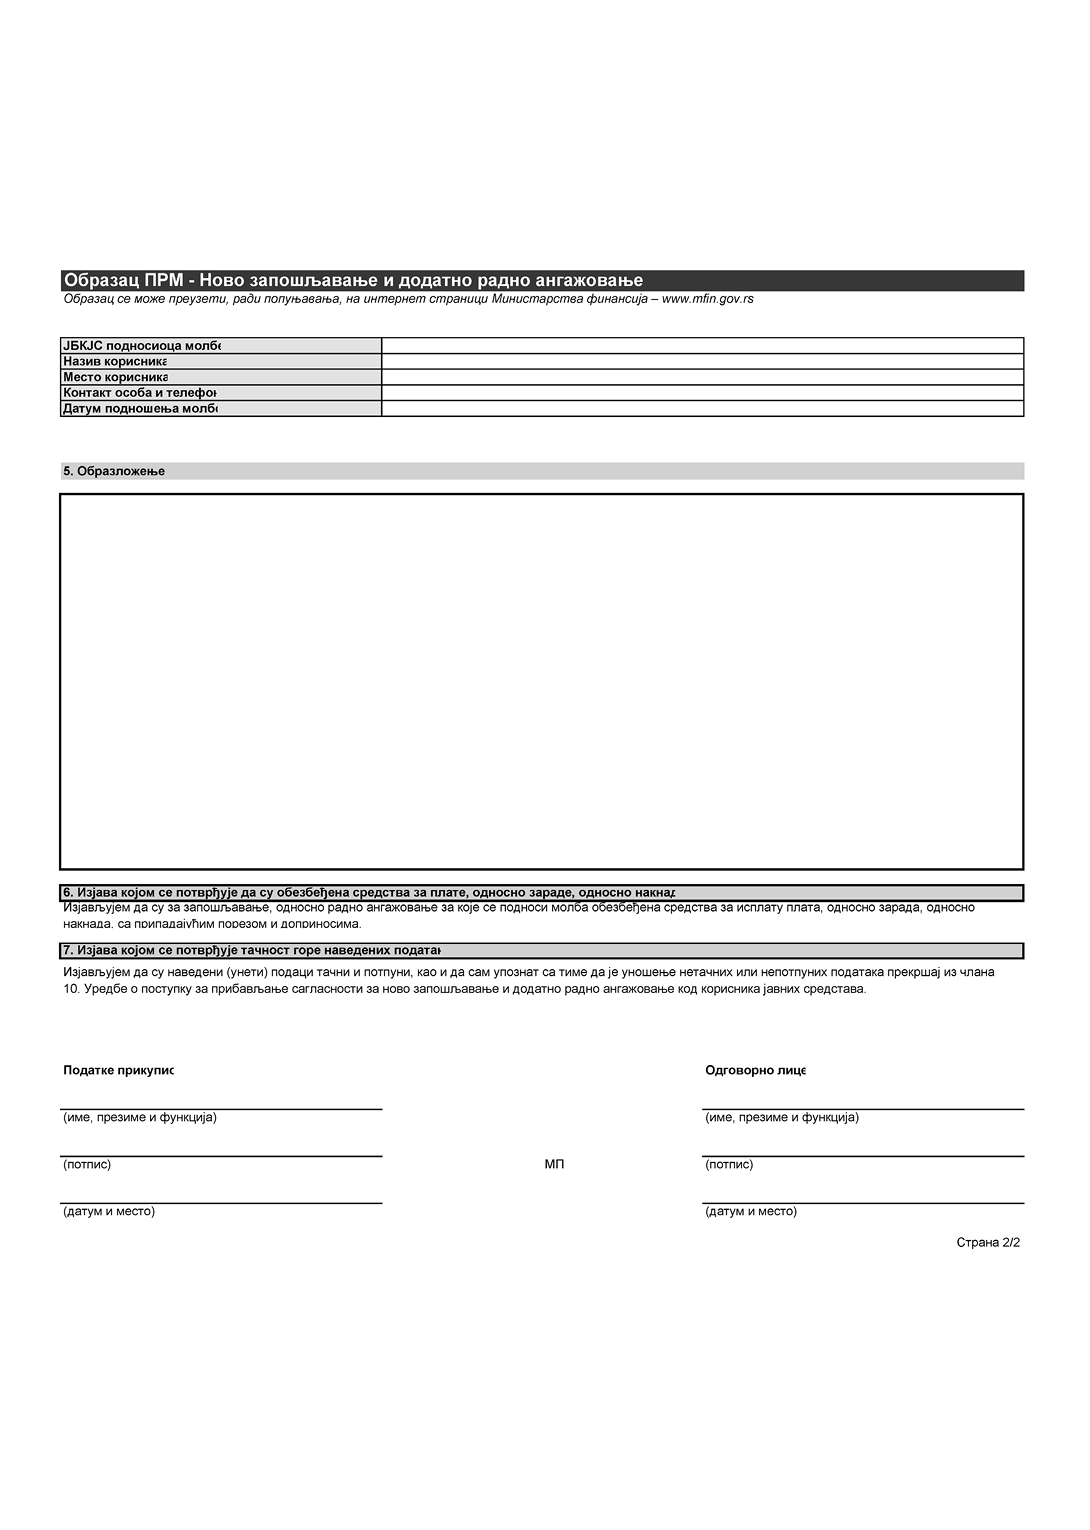 Образац ПРМ - Ново запошљавање и додатно радно ангажовање
Образац се може преузети, ради попуњавања, на интернет страници Министарства финансија – www.mfin.gov.rs
ЈБКЈС подносиоца молбе
Назив корисника
Место корисника
Контакт особа и телефон
Датум подношења молбе
5. Образложење
6. Изјава којом се потврђује да су обезбеђена средства за плате, односно зараде, односно накнад
Изјављујем да су за запошљавање, односно радно ангажовање за које се подноси молба обезбеђена средства за исплату плата, односно зарада, односно
накнада, са припадајућим порезом и доприносима.
7. Изјава којом се потврђује тачност горе наведених податак
Изјављујем да су наведени (унети) подаци тачни и потпуни, као и да сам упознат са тиме да је уношење нетачних или непотпуних података прекршај из члана
10. Уредбе о поступку за прибављање сагласности за ново запошљавање и додатно радно ангажовање код корисника јавних средстава.
Податке прикупио Одговорно лице
(име, презиме и функција) (име, презиме и функција)
(потпис) МП (потпис)
(датум и место) (датум и место)
Страна 2/2